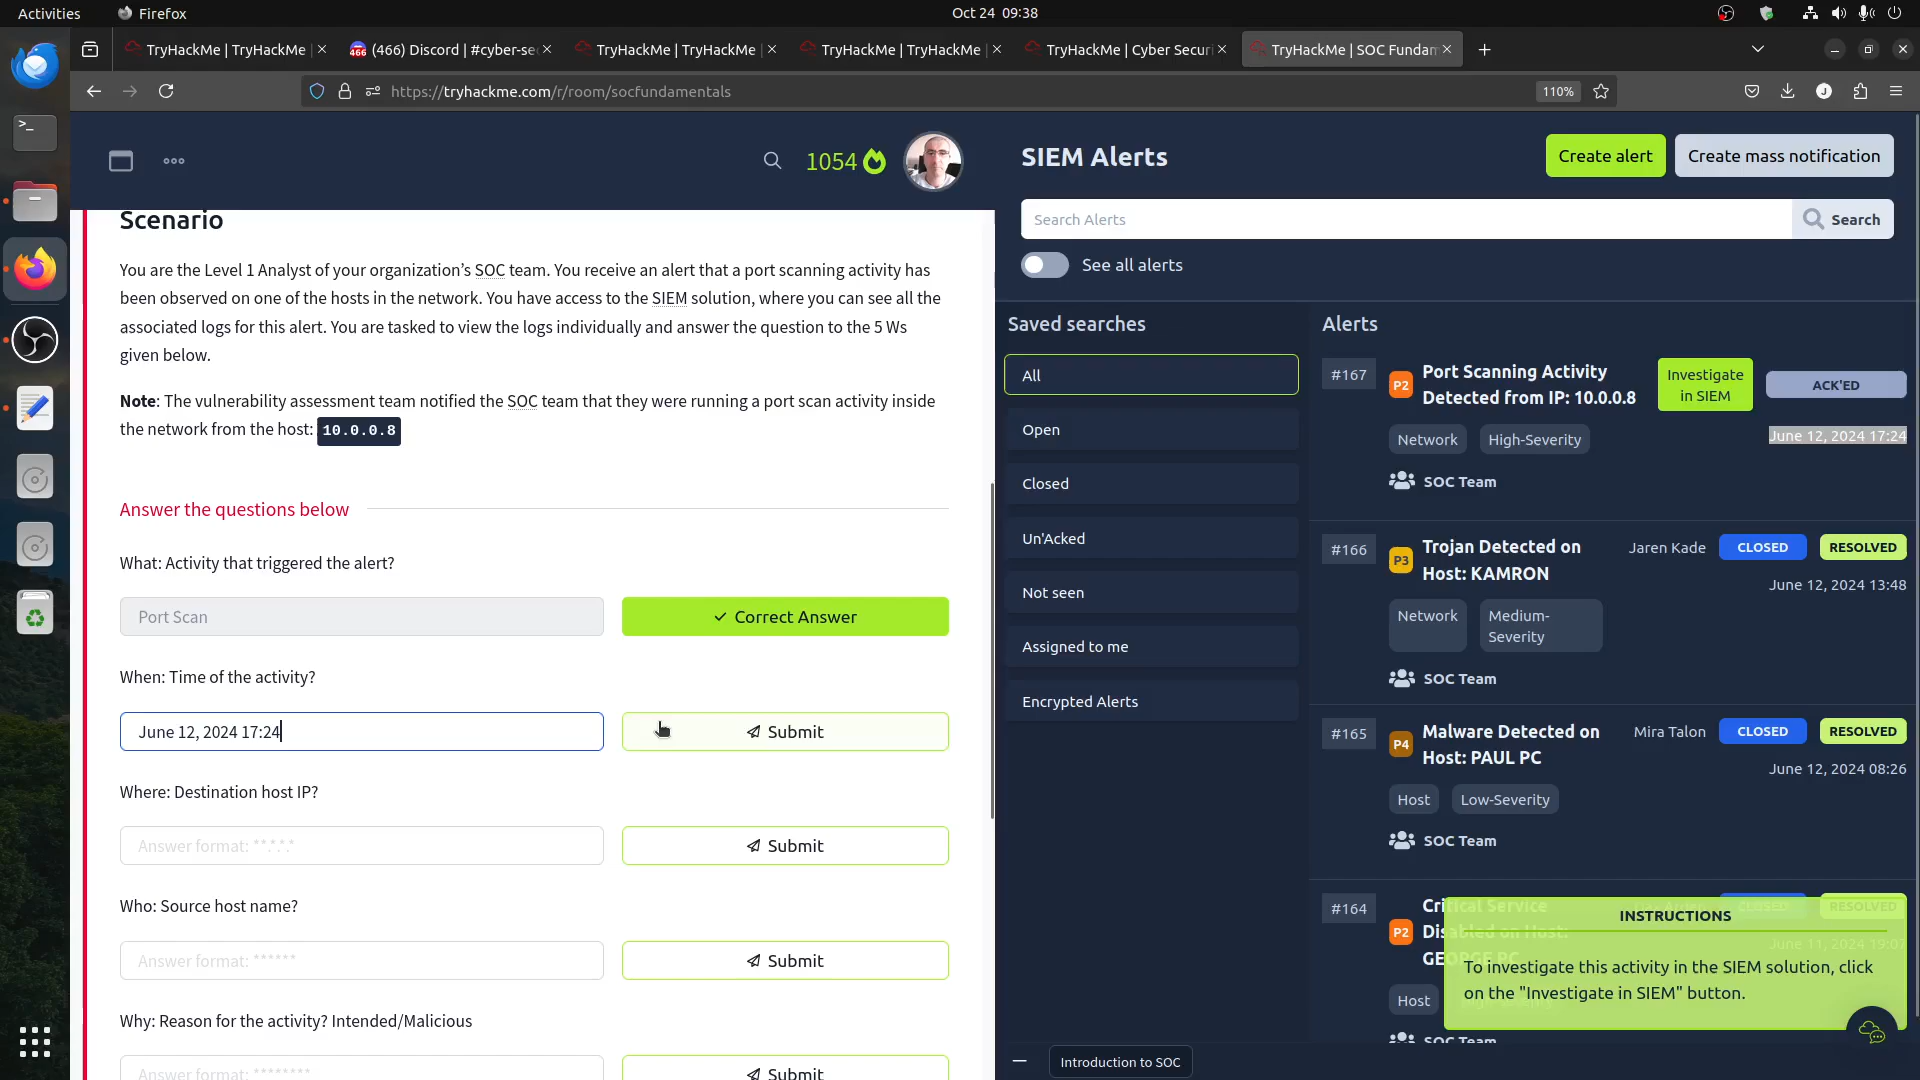 Activities
Firefox
Oct 24 09:38
TryHackMe | TryHackMe
466
(466) Discord | #cyber-sec
TryHackMe | TryHackMe
TryHackMe | TryHackMe
TryHackMe | Cyber Securi
TryHackMe | SOC Fundam
https://tryhackme.com/r/room/socfundamentals
110%
J
1054
Scenario
You are the Level 1 Analyst of your organization’s SOC team. You receive an alert that a port scanning activity has
been observed on one of the hosts in the network. You have access to the SIEM solution, where you can see all the
associated logs for this alert. You are tasked to view the logs individually and answer the question to the 5 Ws
given below.
Note: The vulnerability assessment team notified the SOC team that they were running a port scan activity inside
the network from the host: 10.0.0.8
Answer the questions below
What: Activity that triggered the alert?
Port Scan
Correct Answer
When: Time of the activity?
June 12, 2024 17:24
Submit
Where: Destination host IP?
Answer format: **.*.*.*
Submit
Who: Source host name?
Answer format: ******
Submit
Why: Reason for the activity? Intended/Malicious
Answer format: ********
Submit
SIEM Alerts
Create alert
Create mass notification
Search Alerts
Search
See all alerts
Saved searches
All
Open
Closed
Un'Acked
Not seen
Assigned to me
Encrypted Alerts
Alerts
#167
P2
Port Scanning Activity
Detected from IP: 10.0.0.8
Investigate
in SIEM
ACK'ED
June 12, 2024 17:24
Network
High-Severity
SOC Team
#166
P3
Trojan Detected on
Host: KAMRON
Jaren Kade
CLOSED
RESOLVED
June 12, 2024 13:48
Network
Medium-
Severity
SOC Team
#165
P4
Malware Detected on
Host: PAUL PC
Mira Talon
CLOSED
RESOLVED
June 12, 2024 08:26
Host
Low-Severity
SOC Team
#164
P2
Critical Service
Disabled on Host:
GEORGE PC
CLOSED
RESOLVED
June 11, 2024 19:07
Host
SOC Team
INSTRUCTIONS
To investigate this activity in the SIEM solution, click
on the "Investigate in SIEM" button.
Introduction to SOC